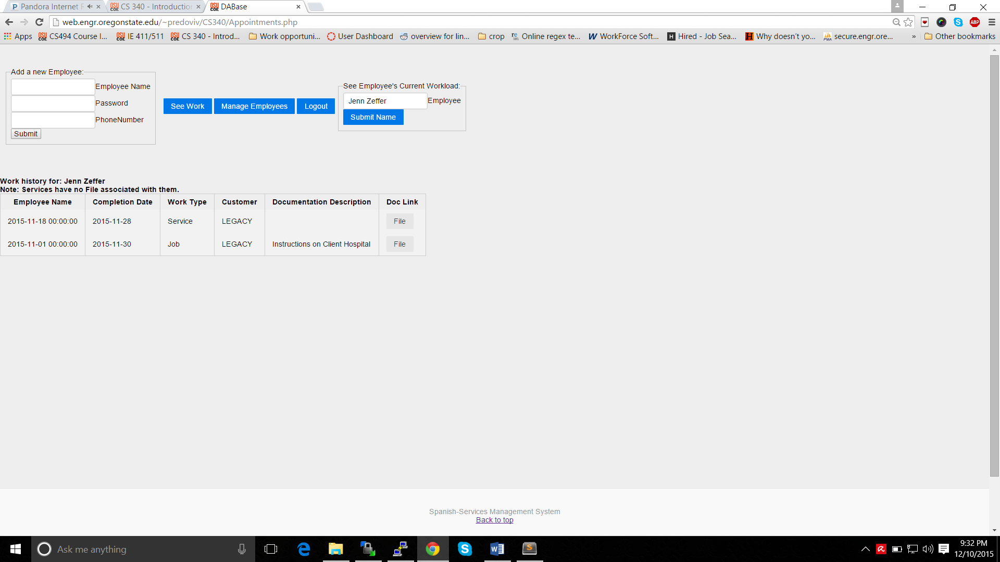 Pandora Internet R
CS 340 - Introduction
DABase
web.engr.oregonstate.edu/~predoviv/CS340/Appointments.php
Apps CS494 Course I... IE 411/511 CS 340 - Introd... Work opportuni... User Dashboard overview for lin... crop Online regex te... WorkForce Soft... Hired - Job Sea... Why doesn't yo... secure.engr.ore... » Other bookmarks
Add a new Employee:
Employee Name
Password
PhoneNumber
Submit
See Work Manage Employees Logout
See Employee's Current Workload:
Jenn Zeffer Employee
Submit Name
Work history for: Jenn Zeffer
Note: Services have no File associated with them.
Employee Name Completion Date Work Type Customer Documentation Description Doc Link
2015-11-18 00:00:00 2015-11-28 Service LEGACY File
2015-11-01 00:00:00 2015-11-30 Job LEGACY Instructions on Client Hospital File
Spanish-Services Management System
Back to top
Ask me anything
9:32 PM
12/10/2015